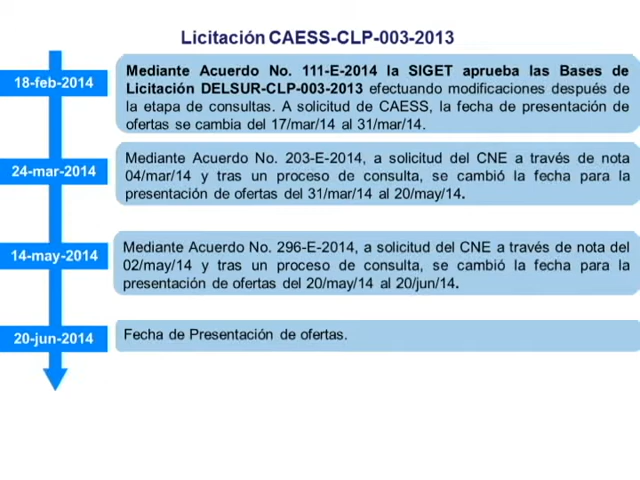 Licitación CAESS-CLP-003-2013
18-feb-2014
Mediante Acuerdo No. 111-E-2014 la SIGET aprueba las Bases de
Licitación DELSUR-CLP-003-2013 efectuando modificaciones después de
la etapa de consultas. A solicitud de CAESS, la fecha de presentación de
ofertas se cambia del 17/mar/14 al 31/mar/14.
24-mar-2014
Mediante Acuerdo No. 203-E-2014, a solicitud del CNE a través de nota
04/mar/14 y tras un proceso de consulta, se cambió la fecha para la
presentación de ofertas del 31/mar/14 al 20/may/14.
14-may-2014
Mediante Acuerdo No. 296-E-2014, a solicitud del CNE a través de nota del
02/may/14 y tras un proceso de consulta, se cambió la fecha para la
presentación de ofertas del 20/may/14 al 20/jun/14.
20-jun-2014
Fecha de Presentación de ofertas.